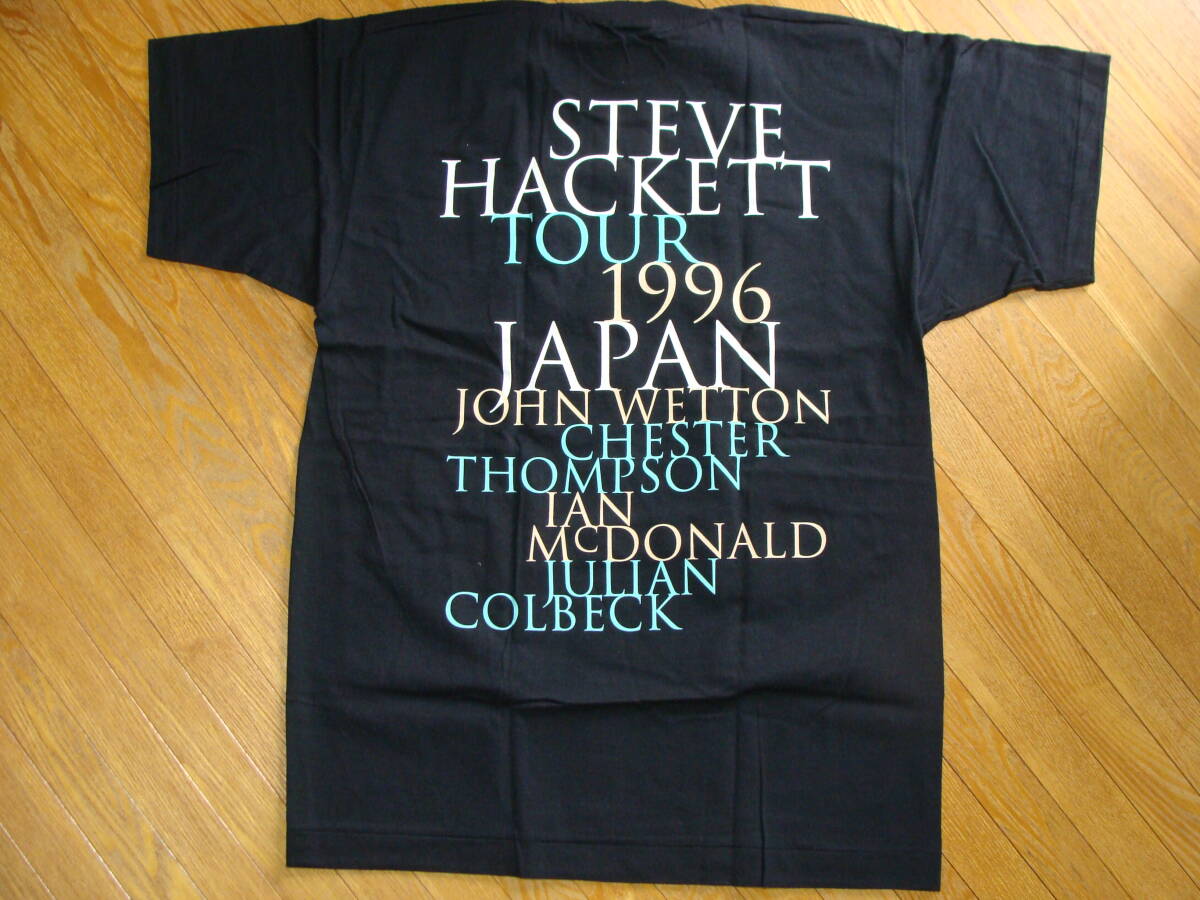 STEVE
HACKETT
TOUR
1996
JAPAN
JOHN WETTON
CHESTER
THOMPSON
IAN
McDONALD
JULIAN
COLBECK